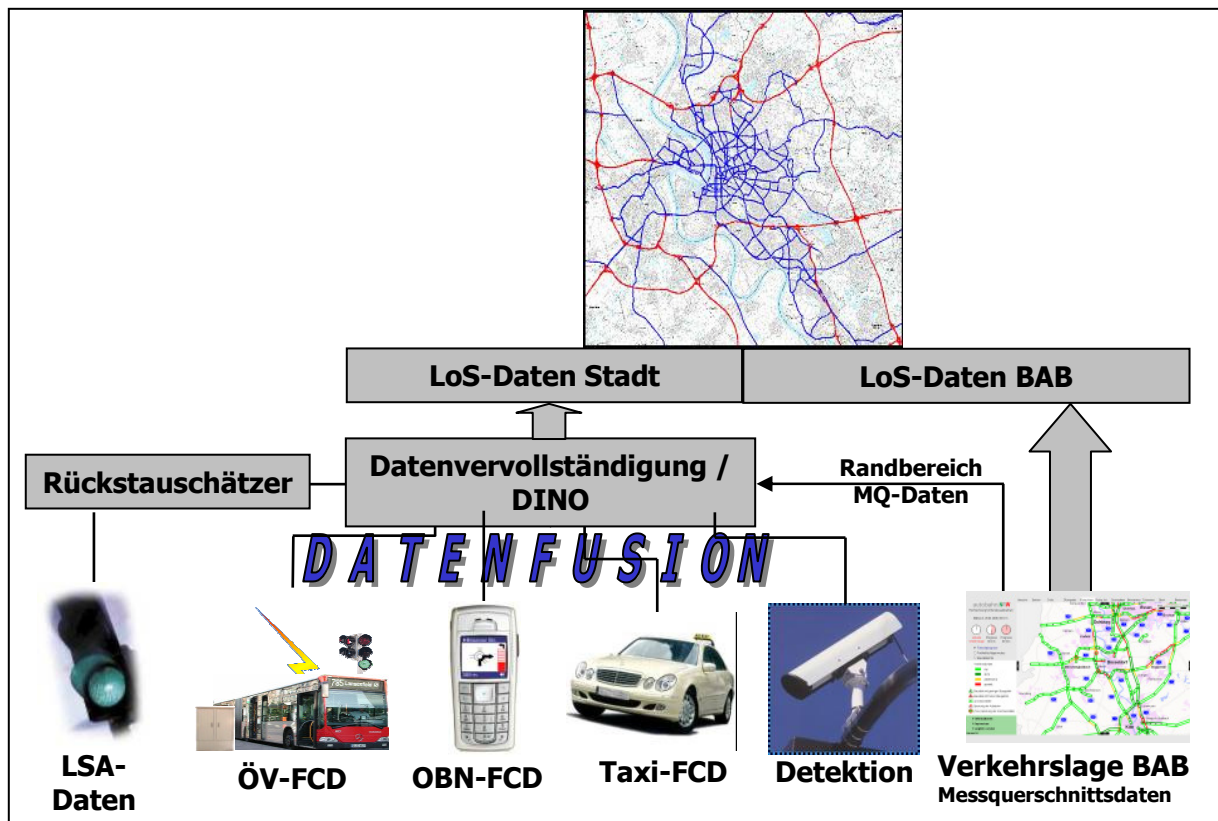 LoS-Daten Stadt
LoS-Daten BAB
Datenvervollständigung /
DINO
Rückstauschätzer
Randbereich
MQ-Daten
DATENFUSION
LSA-
Daten
ÖV-FCD
OBN-FCD
Taxi-FCD
Detektion
Verkehrslage BAB
Messquerschnittsdaten